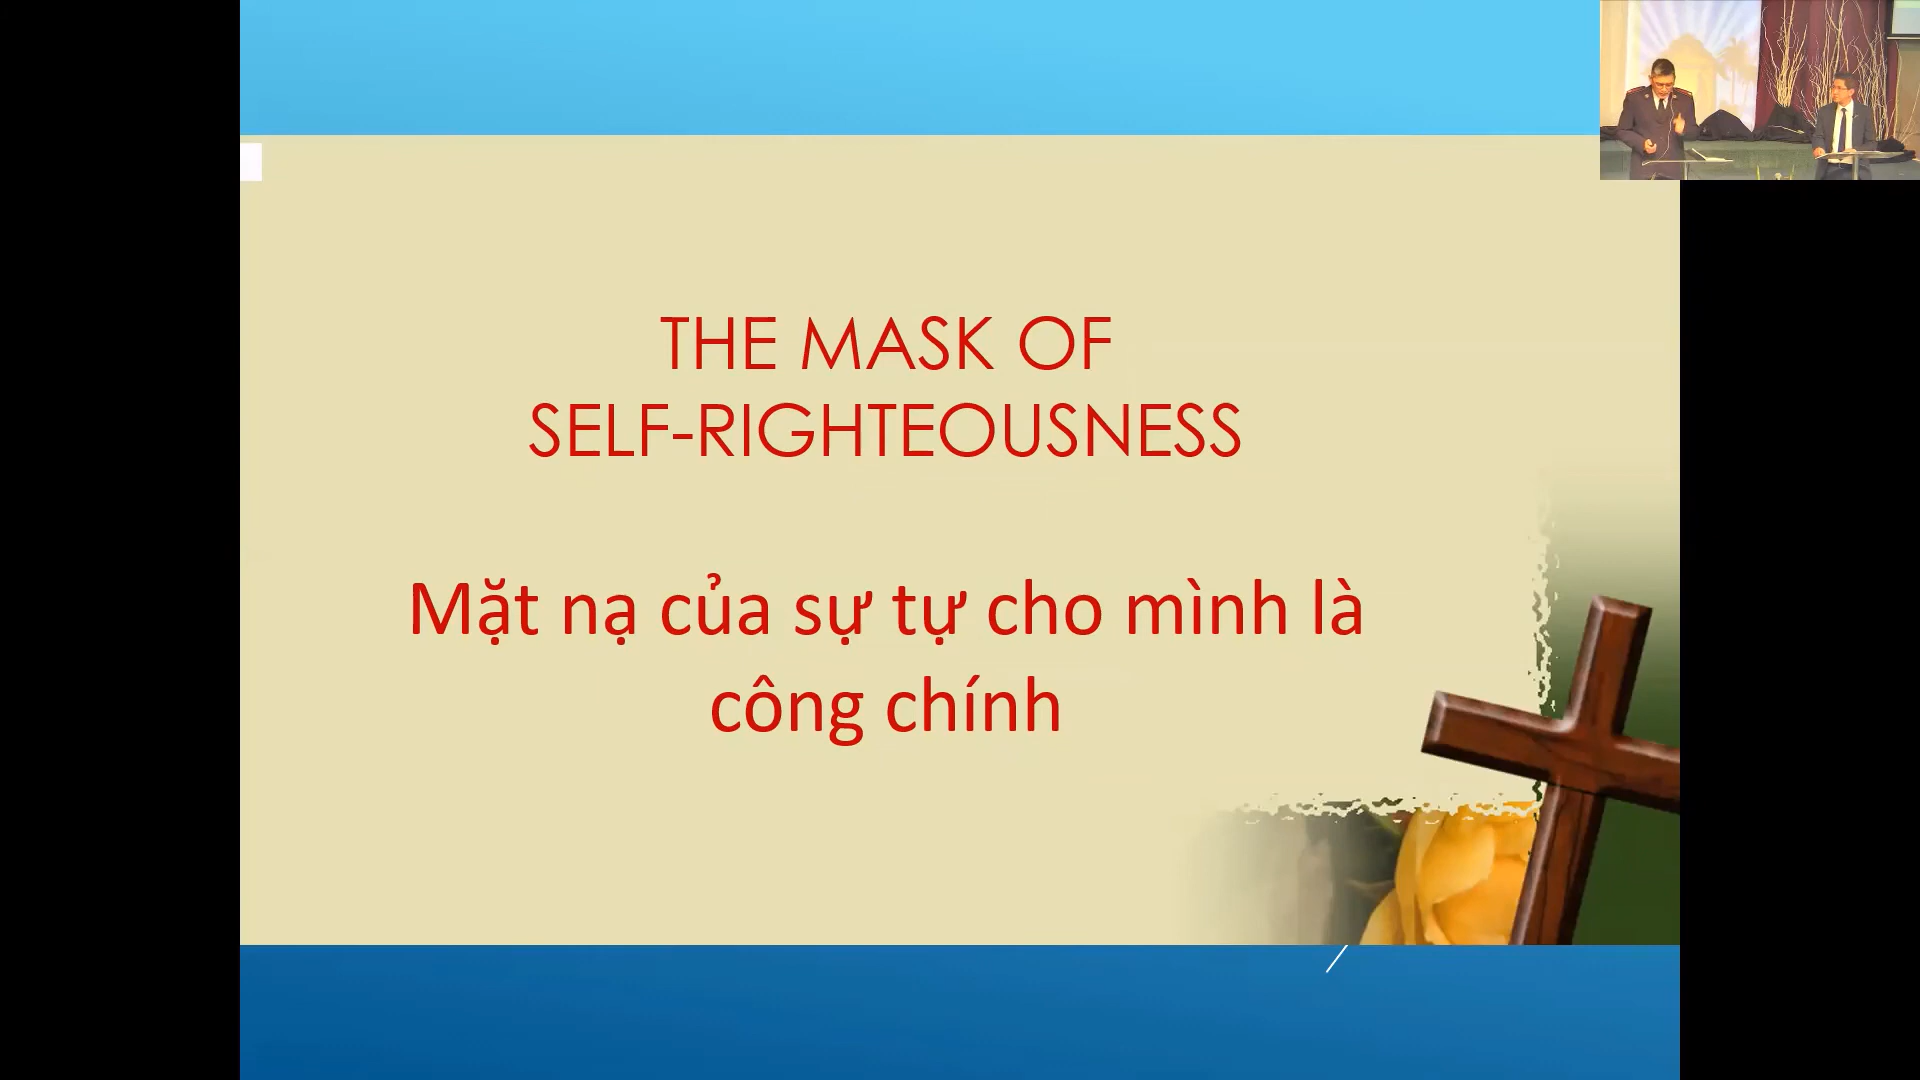 THE MASK OF
SELF-RIGHTEOUSNESS
Mặt nạ của sự tự cho mình là
công chính